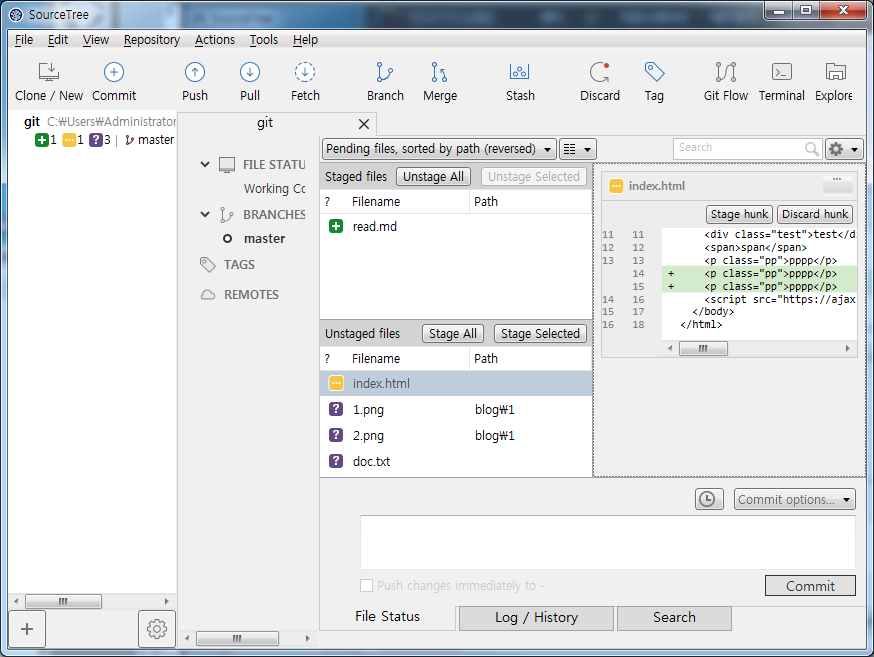 SourceTree
File Edit View Repository Actions Tools Help
Clone / New Commit Push Pull Fetch Branch Merge Stash Discard Tag Git Flow Terminal Explore
git C:₩Users₩Administrator
1 1 3 master
git
FILE STATU
Working Co
BRANCHES
master
TAGS
REMOTES
Pending files, sorted by path (reversed)
Search
Staged files Unstage All Unstage Selected
? Filename Path
read.md
Unstaged files Stage All Stage Selected
? Filename Path
index.html
1.png blog₩1
2.png blog₩1
doc.txt
index.html
Stage hunk Discard hunk
11 11 <div class="test">test</d
12 12 <span>span</span>
13 13 <p class="pp">pppp</p>
14 + <p class="pp">pppp</p>
15 + <p class="pp">pppp</p>
14 16 <script src="https://ajax
15 17 </body>
16 18 </html>
Commit options...
Push changes immediately to -
Commit
File Status Log / History Search